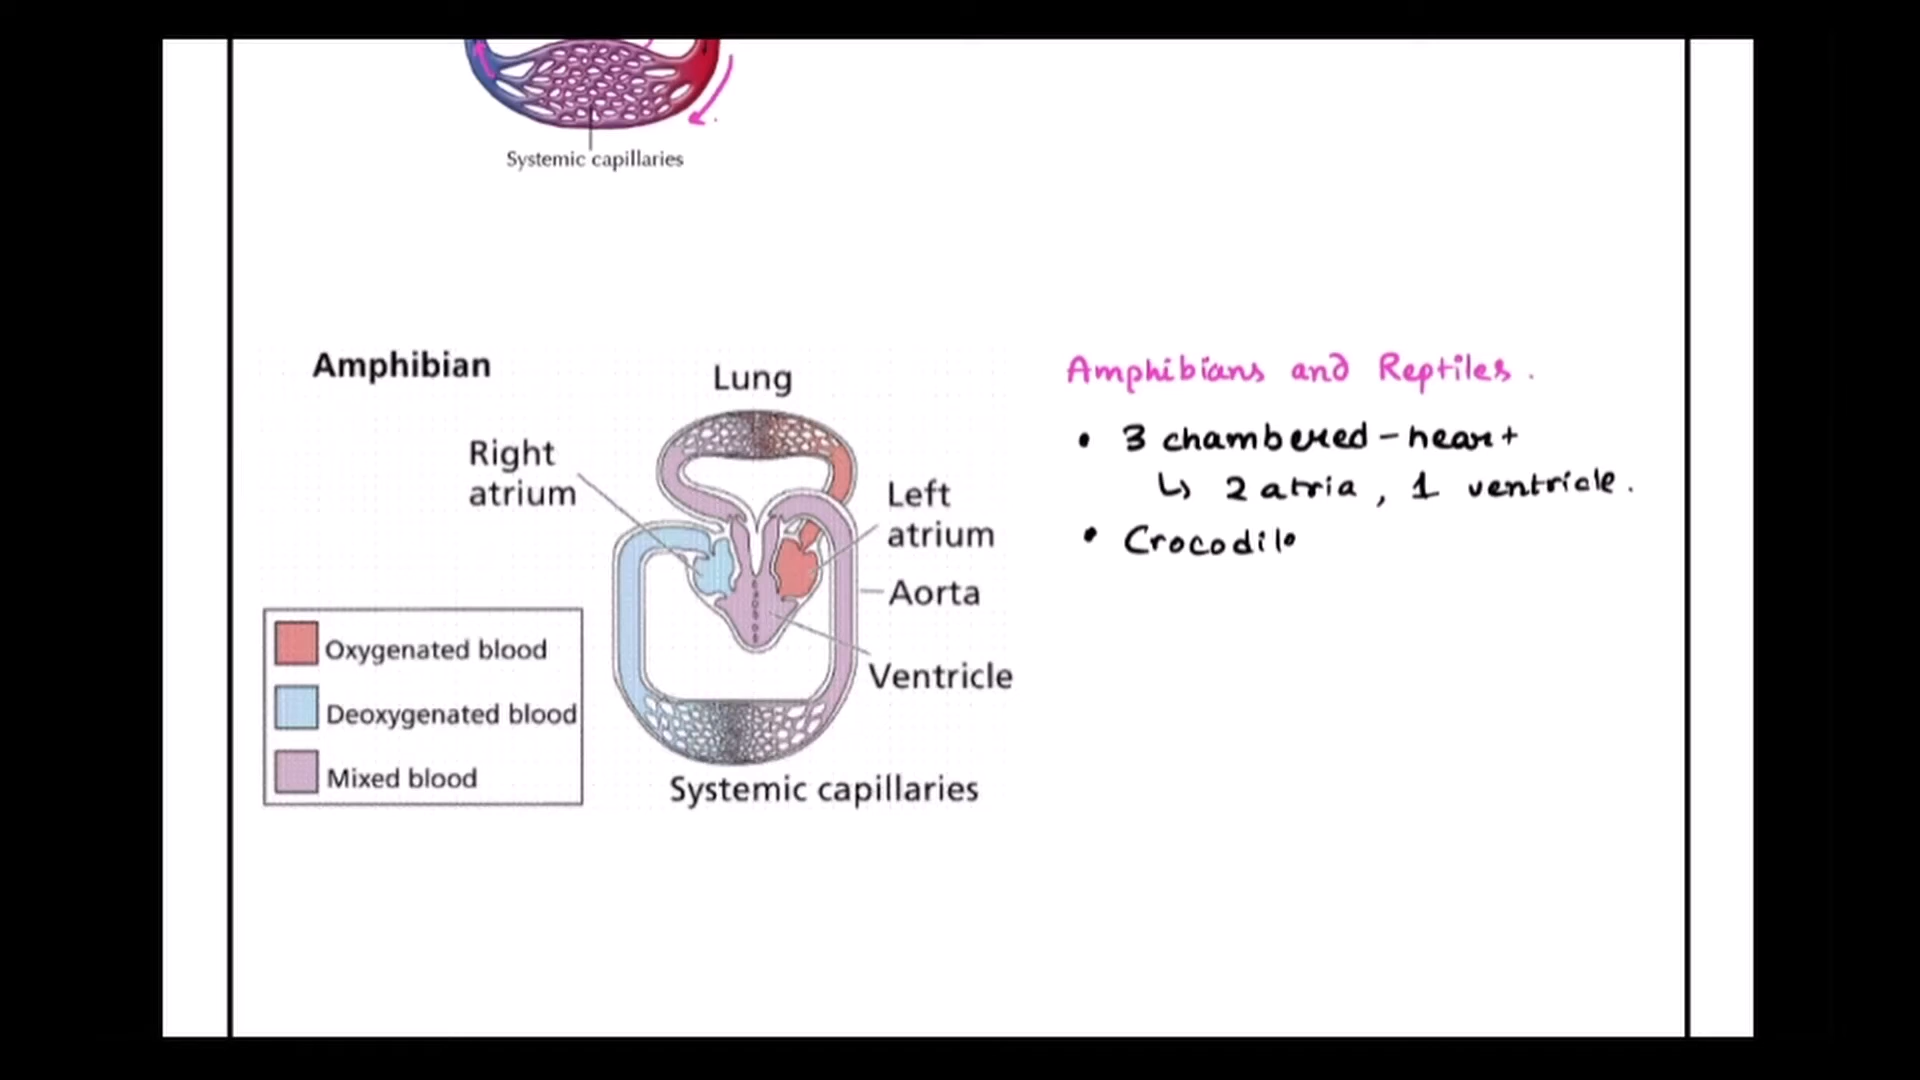 Systemic capillaries
Amphibian
Lung
Right
atrium
Left
atrium
Aorta
Ventricle
Systemic capillaries
Oxygenated blood
Deoxygenated blood
Mixed blood
Amphibians and Reptiles.
• 3 chambered - heart
↳ 2 atria, 1 ventricle.
• Crocodil